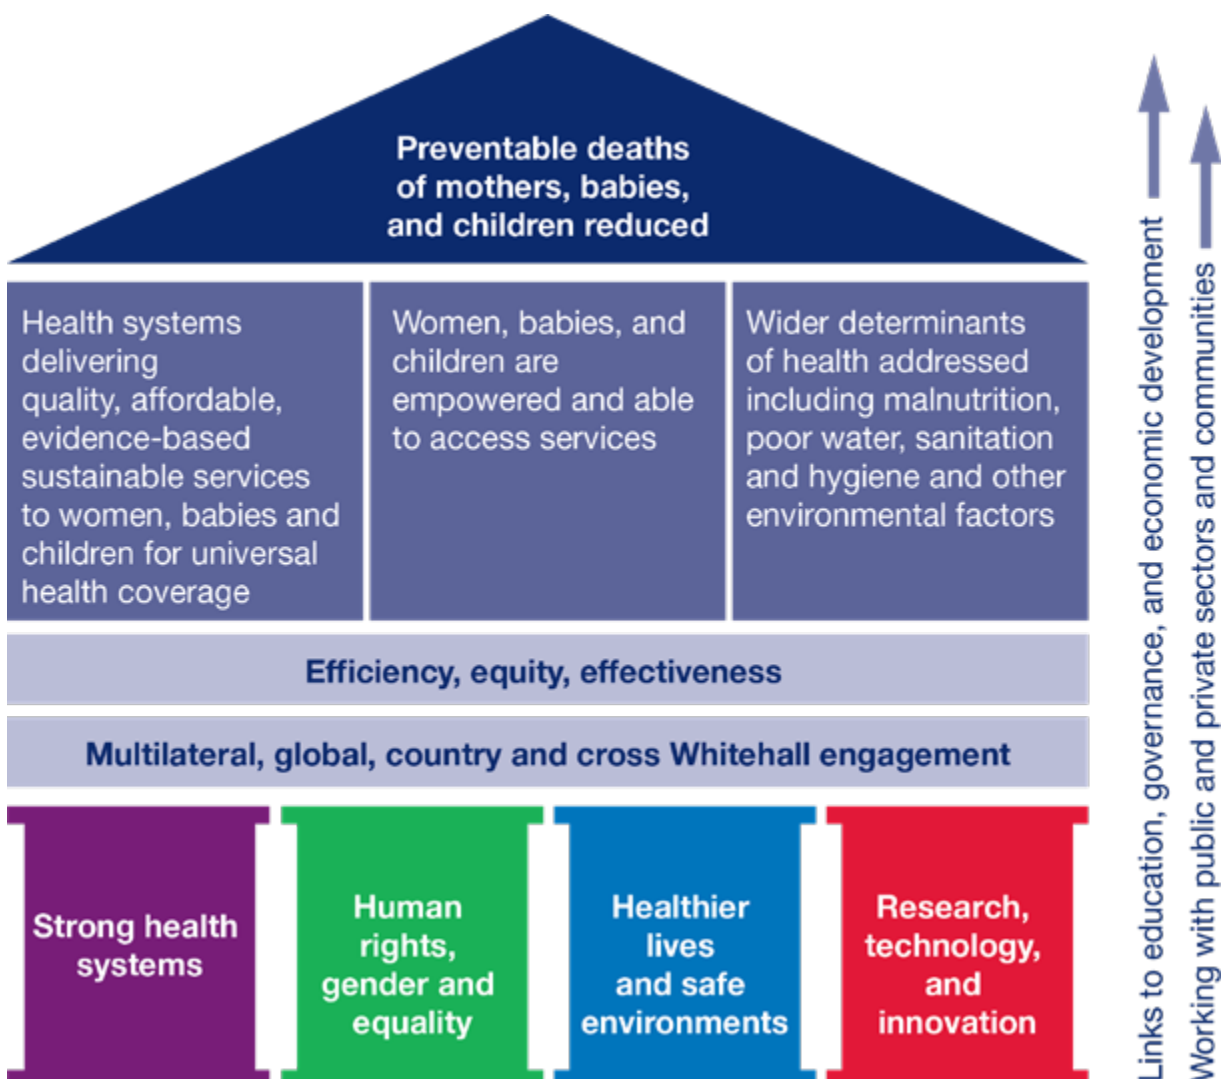 Preventable deaths
of mothers, babies,
and children reduced
Health systems
delivering
quality, affordable,
evidence-based
sustainable services
to women, babies and
children for universal
health coverage
Women, babies, and
children are
empowered and able
to access services
Wider determinants
of health addressed
including malnutrition,
poor water, sanitation
and hygiene and other
environmental factors
Efficiency, equity, effectiveness
Multilateral, global, country and cross Whitehall engagement
Strong health
systems
Human
rights,
gender and
equality
Healthier
lives
and safe
environments
Research,
technology,
and
innovation
Links to education, governance, and economic development
Working with public and private sectors and communities